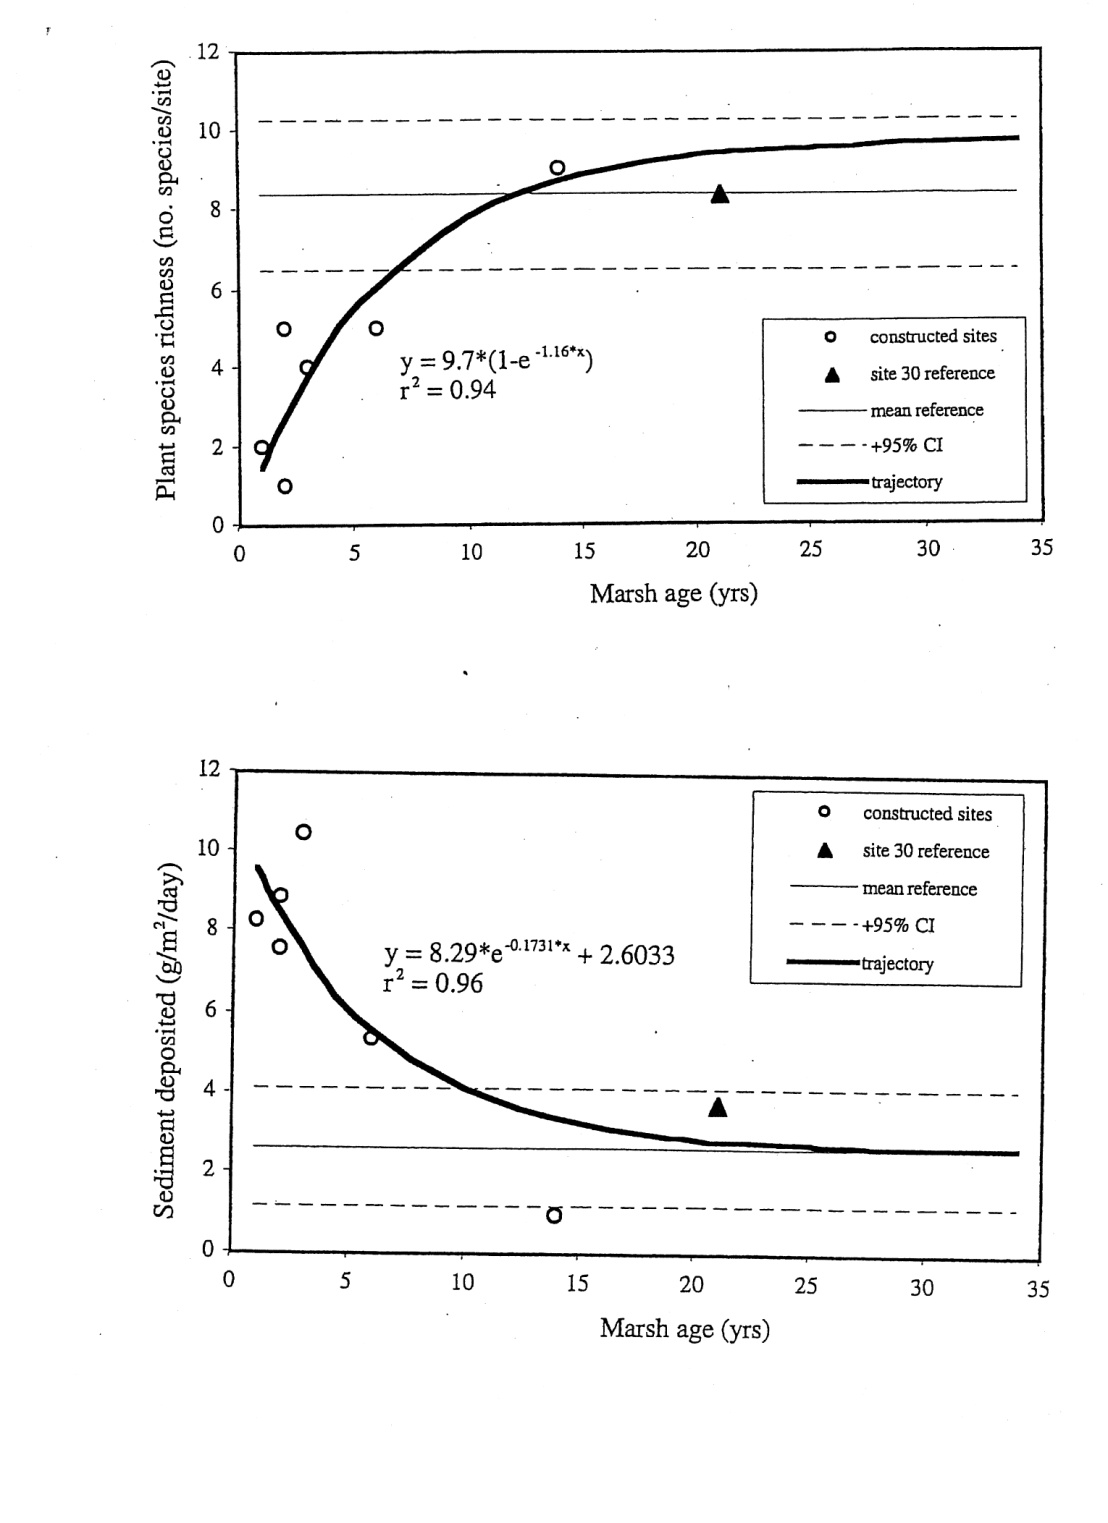 Plant species richness (no. species/site)
12
10
8
6
4
2
0
y = 9.7*(1-e^-1.16*x)
r² = 0.94
constructed sites
site 30 reference
mean reference
+95% CI
trajectory
0 5 10 15 20 25 30 35
Marsh age (yrs)
Sediment deposited (g/m²/day)
12
10
8
6
4
2
0
y = 8.29*e^-0.1731*x + 2.6033
r² = 0.96
constructed sites
site 30 reference
mean reference
+95% CI
trajectory
0 5 10 15 20 25 30 35
Marsh age (yrs)